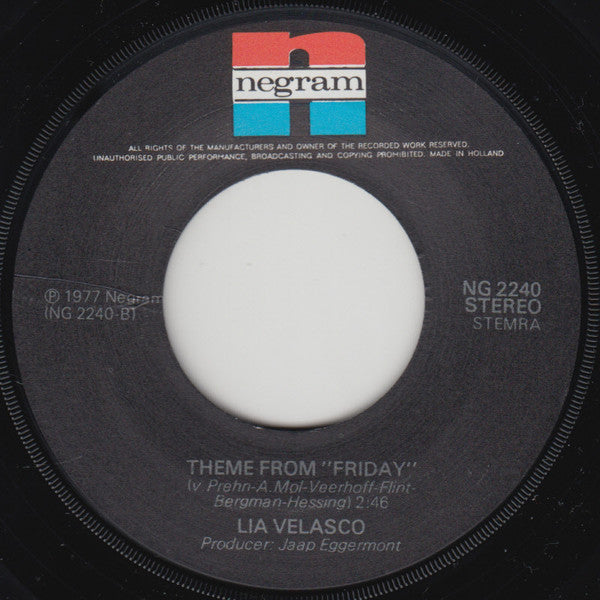 negram
ALL RIGHTS OF THE MANUFACTURERS AND OWNER OF THE RECORDED WORK RESERVED.
UNAUTHORISED PUBLIC PERFORMANCE, BROADCASTING AND COPYING PROHIBITED. MADE IN HOLLAND
℗ 1977 Negram
(NG 2240-B)
NG 2240
STEREO
STEMRA
THEME FROM "FRIDAY"
(v Prehn-A.Mol-Veerhoff-Flint-
Bergman-Hessing) 2:46
LIA VELASCO
Producer: Jaap Eggermont